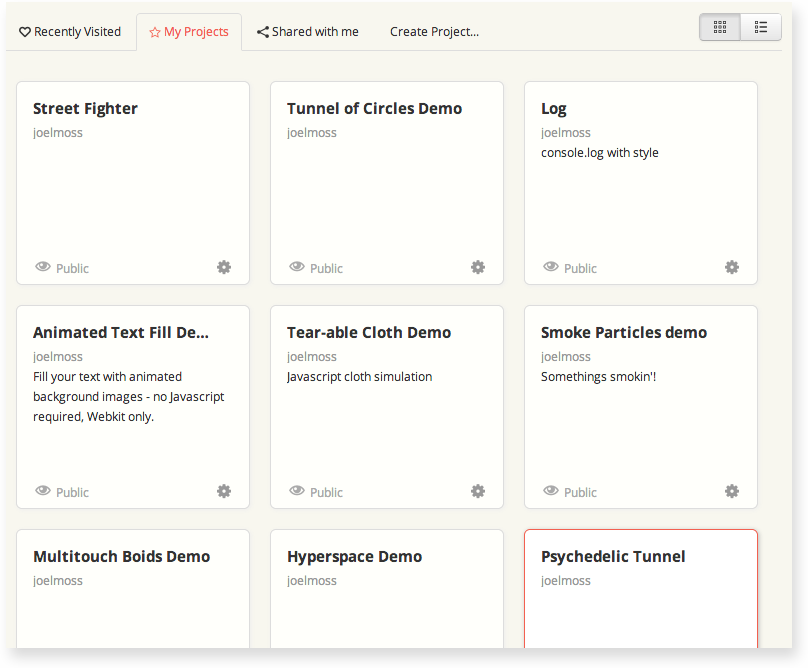 Recently Visited
My Projects
Shared with me
Create Project...
Street Fighter
joelmoss
Public
Tunnel of Circles Demo
joelmoss
Public
Log
joelmoss
console.log with style
Public
Animated Text Fill De...
joelmoss
Fill your text with animated
background images - no Javascript
required, Webkit only.
Public
Tear-able Cloth Demo
joelmoss
Javascript cloth simulation
Public
Smoke Particles demo
joelmoss
Somethings smokin'!
Public
Multitouch Boids Demo
joelmoss
Hyperspace Demo
joelmoss
Psychedelic Tunnel
joelmoss